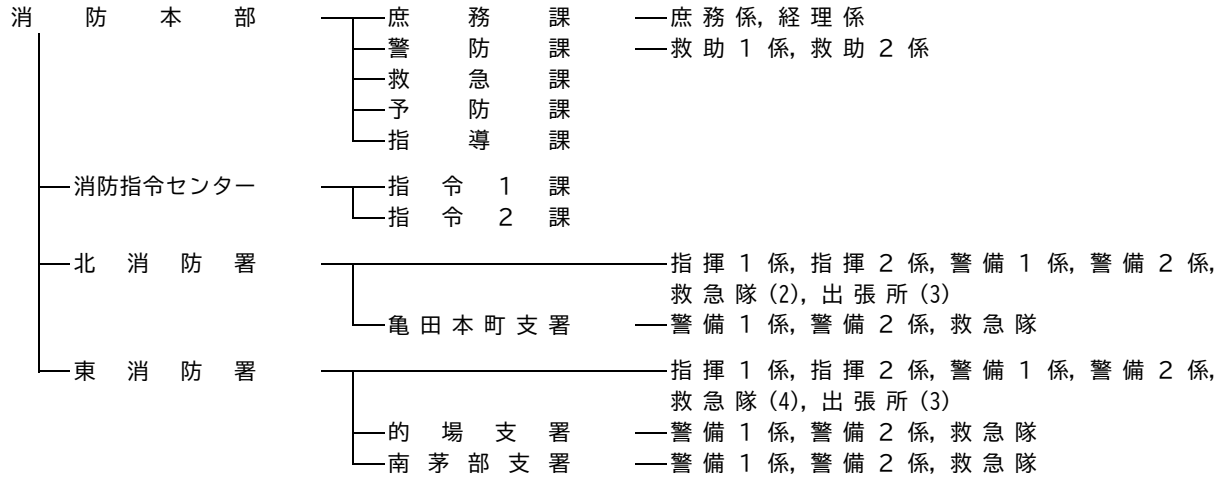 消防本部 庶務課 庶務係，経理係
警防課 救助1係，救助2係
救急課
予防課
指導課
消防指令センター 指令1課
指令2課
北消防署 指揮1係，指揮2係，警備1係，警備2係，
救急隊(2)，出張所(3)
亀田本町支署 警備1係，警備2係，救急隊
東消防署 指揮1係，指揮2係，警備1係，警備2係，
救急隊(4)，出張所(3)
的場支署 警備1係，警備2係，救急隊
南茅部支署 警備1係，警備2係，救急隊